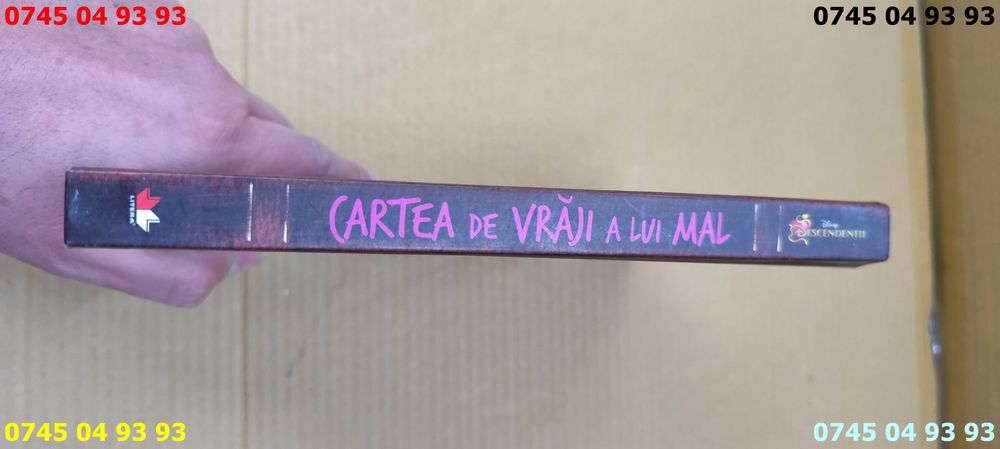 0745 04 93 93
0745 04 93 93
LITERA
CARTEA DE VRĂJI A LUI MAL
Disney
DESCENDENȚII
0745 04 93 93
0745 04 93 93